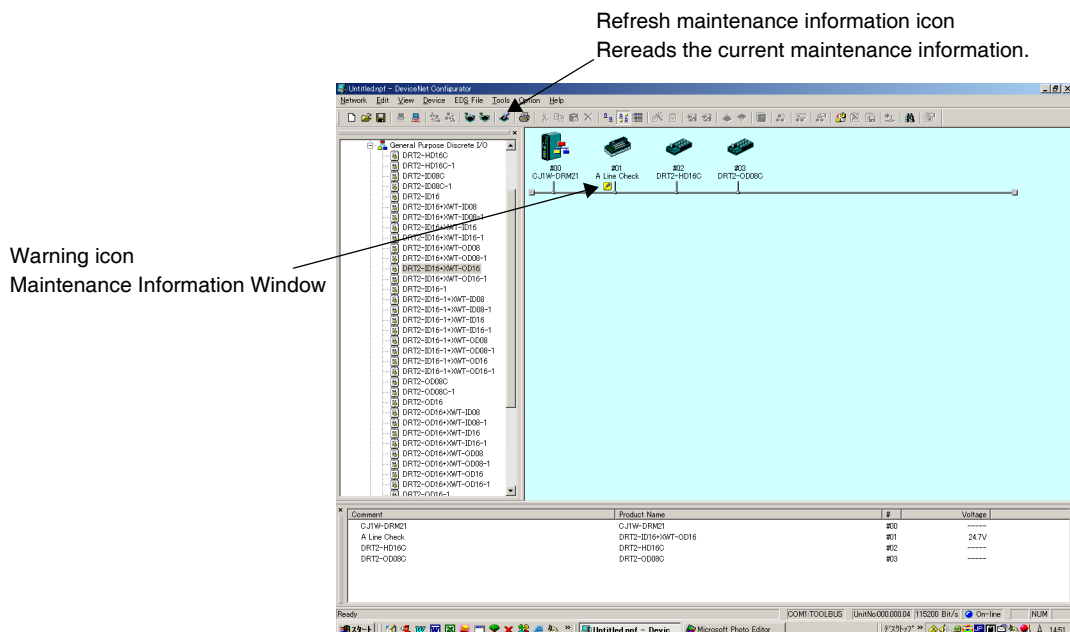 Refresh maintenance information icon
Rereads the current maintenance information.
Untitled.npf - DeviceNet Configurator
Network Edit View Device EDS File Tools Option Help
General Purpose Discrete I/O
DRT2-HD16C
DRT2-HD16C-1
DRT2-ID08C
DRT2-ID08C-1
DRT2-ID16
DRT2-ID16+XWT-ID08
DRT2-ID16+XWT-ID08-1
DRT2-ID16+XWT-ID16
DRT2-ID16+XWT-ID16-1
DRT2-ID16+XWT-OD08
DRT2-ID16+XWT-OD08-1
DRT2-ID16+XWT-OD16
DRT2-ID16+XWT-OD16-1
DRT2-ID16-1
DRT2-ID16-1+XWT-ID08
DRT2-ID16-1+XWT-ID08-1
DRT2-ID16-1+XWT-ID16
DRT2-ID16-1+XWT-ID16-1
DRT2-ID16-1+XWT-OD08
DRT2-ID16-1+XWT-OD08-1
DRT2-ID16-1+XWT-OD16
DRT2-ID16-1+XWT-OD16-1
DRT2-OD08C
DRT2-OD08C-1
DRT2-OD16
DRT2-OD16+XWT-ID08
DRT2-OD16+XWT-ID08-1
DRT2-OD16+XWT-ID16
DRT2-OD16+XWT-ID16-1
DRT2-OD16+XWT-OD08
DRT2-OD16+XWT-OD08-1
DRT2-OD16+XWT-OD16
DRT2-OD16+XWT-OD16-1
DRT2-OD16-1
#00 #01 #02 #03
CJ1W-DRM21 A Line Check DRT2-HD16C DRT2-OD08C
Warning icon
Maintenance Information Window
Comment Product Name # Voltage
CJ1W-DRM21 CJ1W-DRM21 #00 -----
A Line Check DRT2-ID16+XWT-OD16 #01 24.7V
DRT2-HD16C DRT2-HD16C #02 -----
DRT2-OD08C DRT2-OD08C #03 -----
Ready COM1:TOOLBUS UnitNo:000.000.04 115200 Bit/s On-line NUM
スタート Untitled.npf - Devic... Microsoft Photo Editor デスクトップ » 14:51